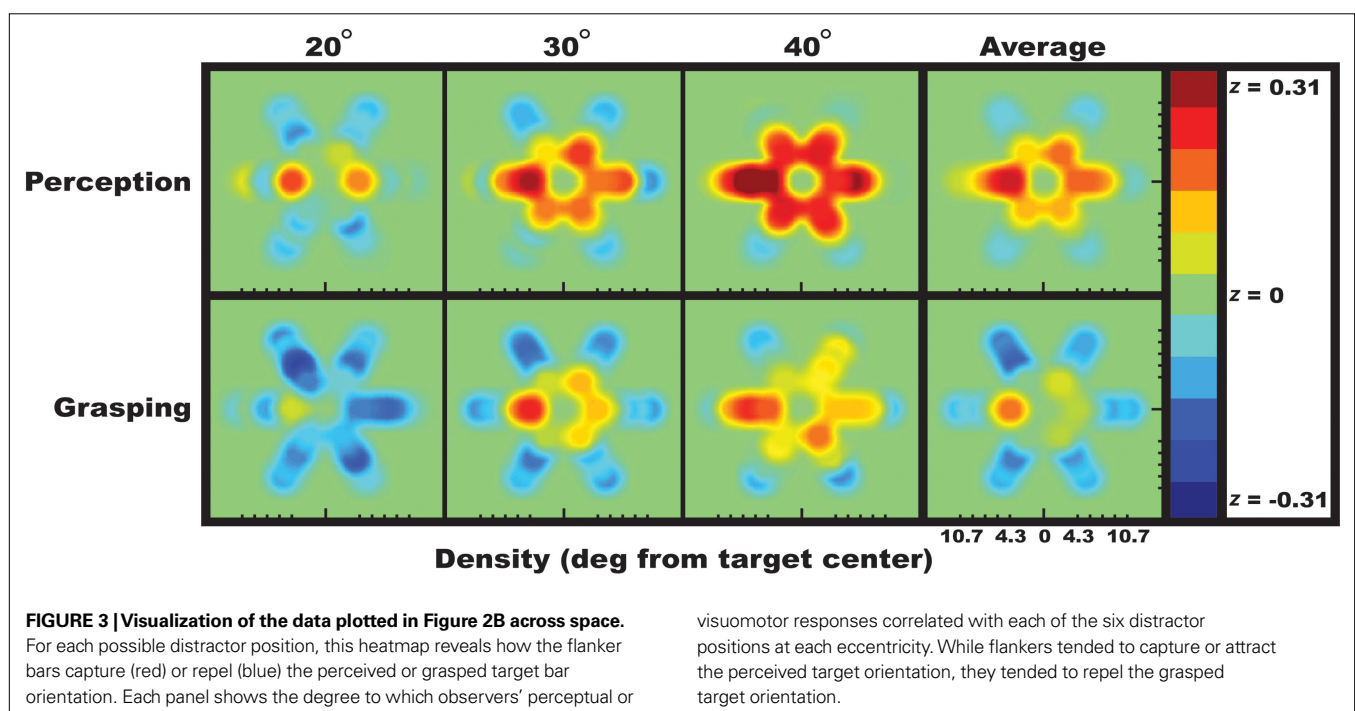 20° 30° 40° Average
Perception
z = 0.31
z = 0
Grasping
z = -0.31
10.7 4.3 0 4.3 10.7
Density (deg from target center)
FIGURE 3 | Visualization of the data plotted in Figure 2B across space.
For each possible distractor position, this heatmap reveals how the flanker
bars capture (red) or repel (blue) the perceived or grasped target bar
orientation. Each panel shows the degree to which observers’ perceptual or
visuomotor responses correlated with each of the six distractor
positions at each eccentricity. While flankers tended to capture or attract
the perceived target orientation, they tended to repel the grasped
target orientation.